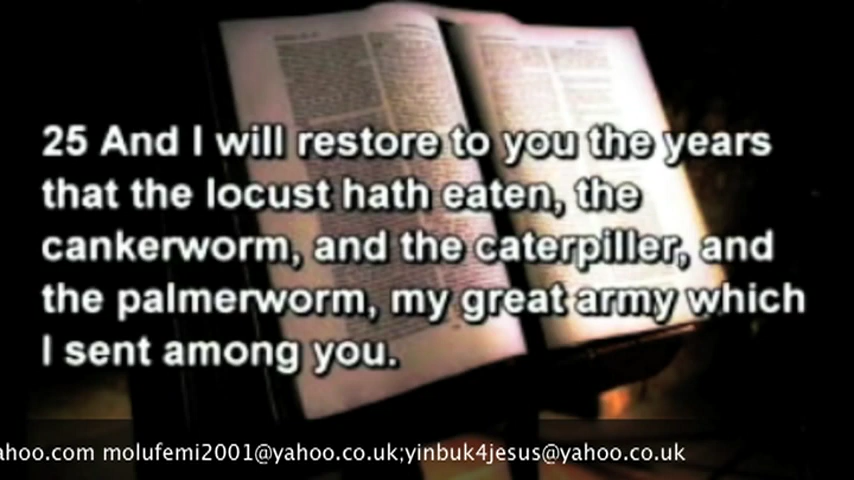 25 And I will restore to you the years
that the locust hath eaten, the
cankerworm, and the caterpiller, and
the palmerworm, my great army which
I sent among you.
ahoo.com molufemi2001@yahoo.co.uk;yinbuk4jesus@yahoo.co.uk